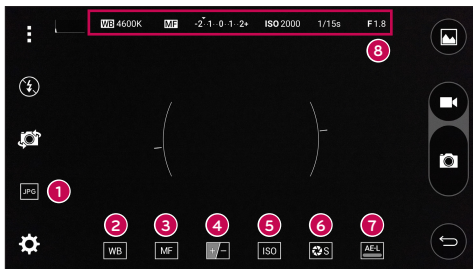 WB 4600K MF -2··1··0··1··2+ ISO 2000 1/15s F1.8
8
JPG 1
2 3 4 5 6 7
WB MF +/- ISO S AE-L